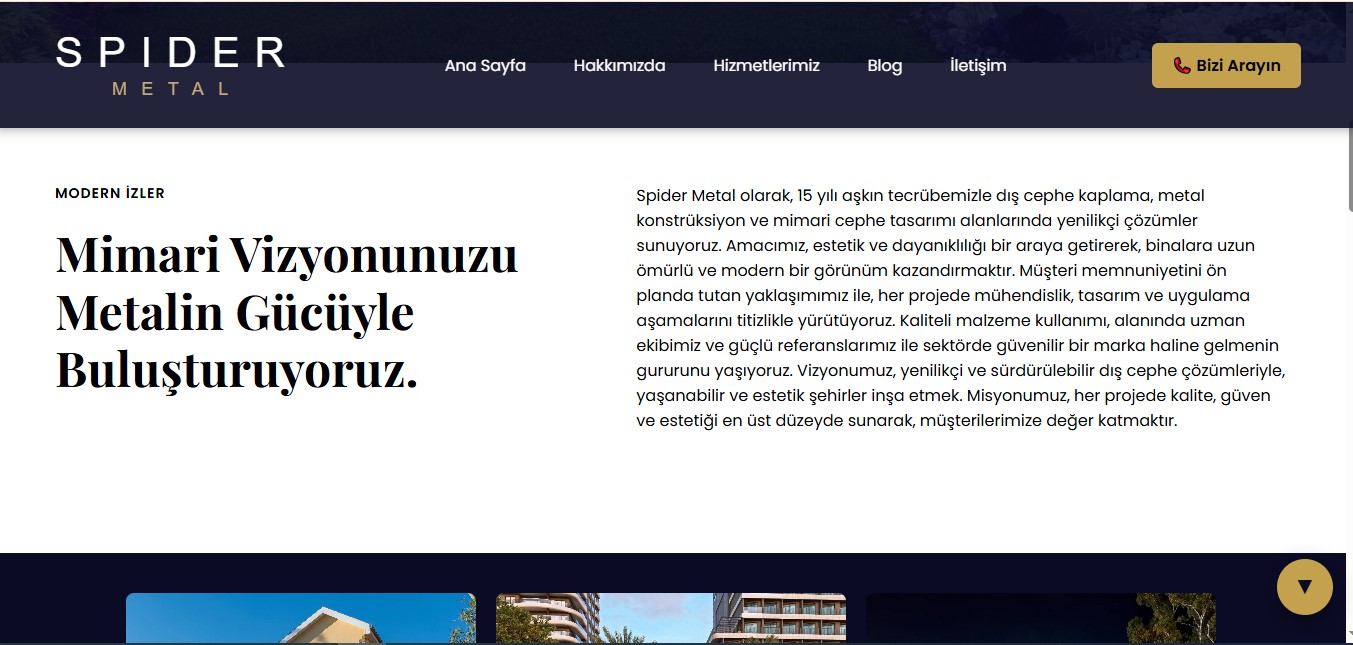 SPIDER
METAL
Ana Sayfa
Hakkımızda
Hizmetlerimiz
Blog
İletişim
Bizi Arayın
MODERN İZLER
Mimari Vizyonunuzu
Metalin Gücüyle
Buluşturuyoruz.
Spider Metal olarak, 15 yılı aşkın tecrübemizle dış cephe kaplama, metal
konstrüksiyon ve mimari cephe tasarımı alanlarında yenilikçi çözümler
sunuyoruz. Amacımız, estetik ve dayanıklılığı bir araya getirerek, binalara uzun
ömürlü ve modern bir görünüm kazandırmaktır. Müşteri memnuniyetini ön
planda tutan yaklaşımımız ile, her projede mühendislik, tasarım ve uygulama
aşamalarını titizlikle yürütüyoruz. Kaliteli malzeme kullanımı, alanında uzman
ekibimiz ve güçlü referanslarımız ile sektörde güvenilir bir marka haline gelmenin
gururunu yaşıyoruz. Vizyonumuz, yenilikçi ve sürdürülebilir dış cephe çözümleriyle,
yaşanabilir ve estetik şehirler inşa etmek. Misyonumuz, her projede kalite, güven
ve estetiği en üst düzeyde sunarak, müşterilerimize değer katmaktır.